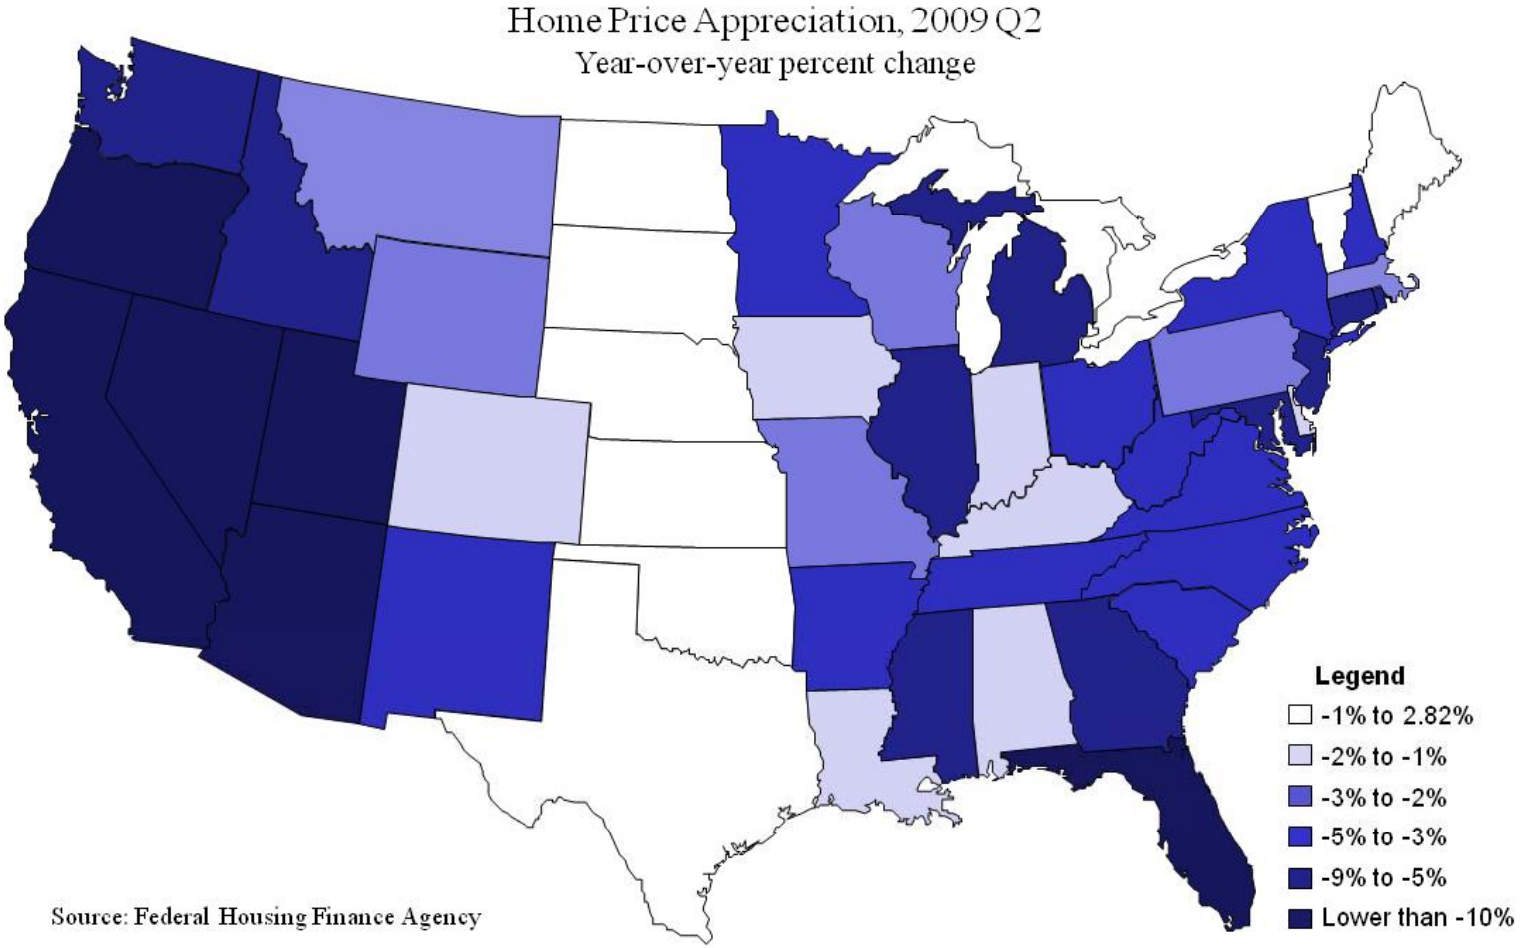 Home Price Appreciation, 2009 Q2
Year-over-year percent change
Legend
-1% to 2.82%
-2% to -1%
-3% to -2%
-5% to -3%
-9% to -5%
Lower than -10%
Source: Federal Housing Finance Agency